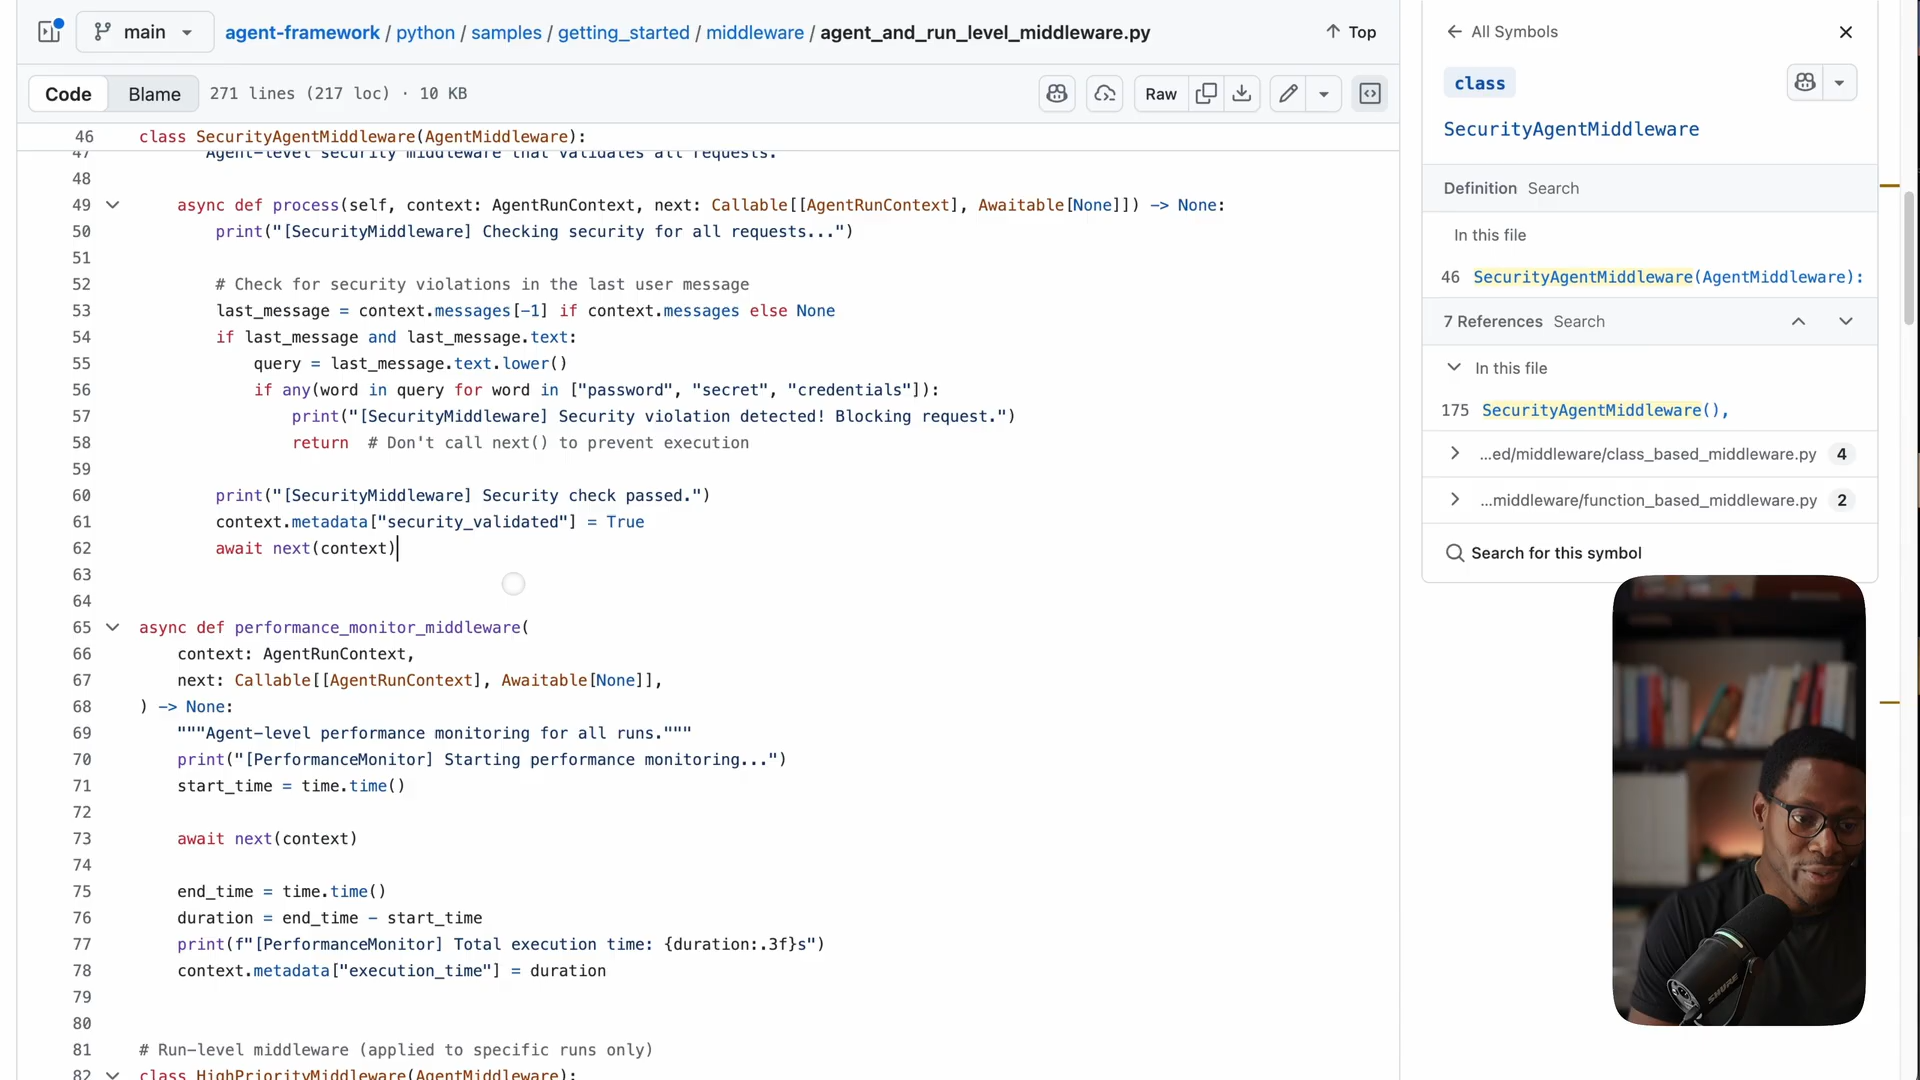 main
agent-framework / python / samples / getting_started / middleware / agent_and_run_level_middleware.py
Top
Code
Blame
271 lines (217 loc) · 10 KB
Raw
46 class SecurityAgentMiddleware(AgentMiddleware):
47 """Agent-level security middleware that validates all requests."""
48
49 async def process(self, context: AgentRunContext, next: Callable[[AgentRunContext], Awaitable[None]]) -> None:
50 print("[SecurityMiddleware] Checking security for all requests...")
51
52 # Check for security violations in the last user message
53 last_message = context.messages[-1] if context.messages else None
54 if last_message and last_message.text:
55 query = last_message.text.lower()
56 if any(word in query for word in ["password", "secret", "credentials"]):
57 print("[SecurityMiddleware] Security violation detected! Blocking request.")
58 return # Don't call next() to prevent execution
59
60 print("[SecurityMiddleware] Security check passed.")
61 context.metadata["security_validated"] = True
62 await next(context)
63
64
65 async def performance_monitor_middleware(
66 context: AgentRunContext,
67 next: Callable[[AgentRunContext], Awaitable[None]],
68 ) -> None:
69 """Agent-level performance monitoring for all runs."""
70 print("[PerformanceMonitor] Starting performance monitoring...")
71 start_time = time.time()
72
73 await next(context)
74
75 end_time = time.time()
76 duration = end_time - start_time
77 print(f"[PerformanceMonitor] Total execution time: {duration:.3f}s")
78 context.metadata["execution_time"] = duration
79
80
81 # Run-level middleware (applied to specific runs only)
82 class HighPriorityMiddleware(AgentMiddleware):
All Symbols
class
SecurityAgentMiddleware
Definition Search
In this file
46 SecurityAgentMiddleware(AgentMiddleware):
7 References Search
In this file
175 SecurityAgentMiddleware(),
...ed/middleware/class_based_middleware.py 4
...middleware/function_based_middleware.py 2
Search for this symbol
SHURE